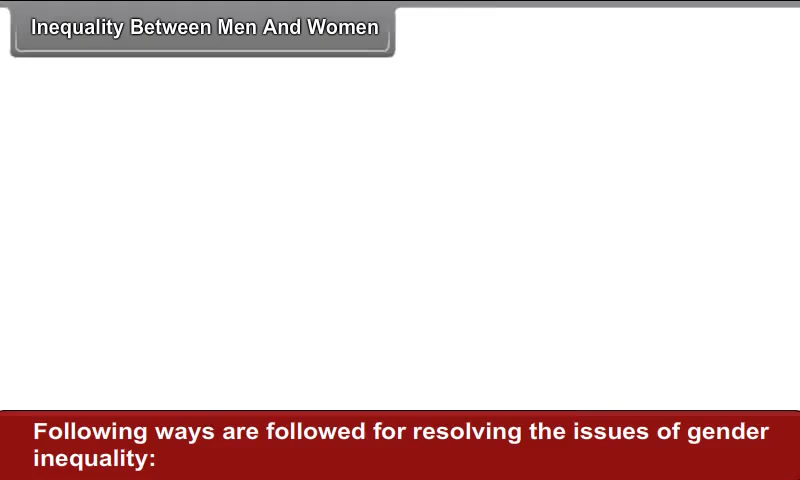 Inequality Between Men And Women
Following ways are followed for resolving the issues of gender
inequality: